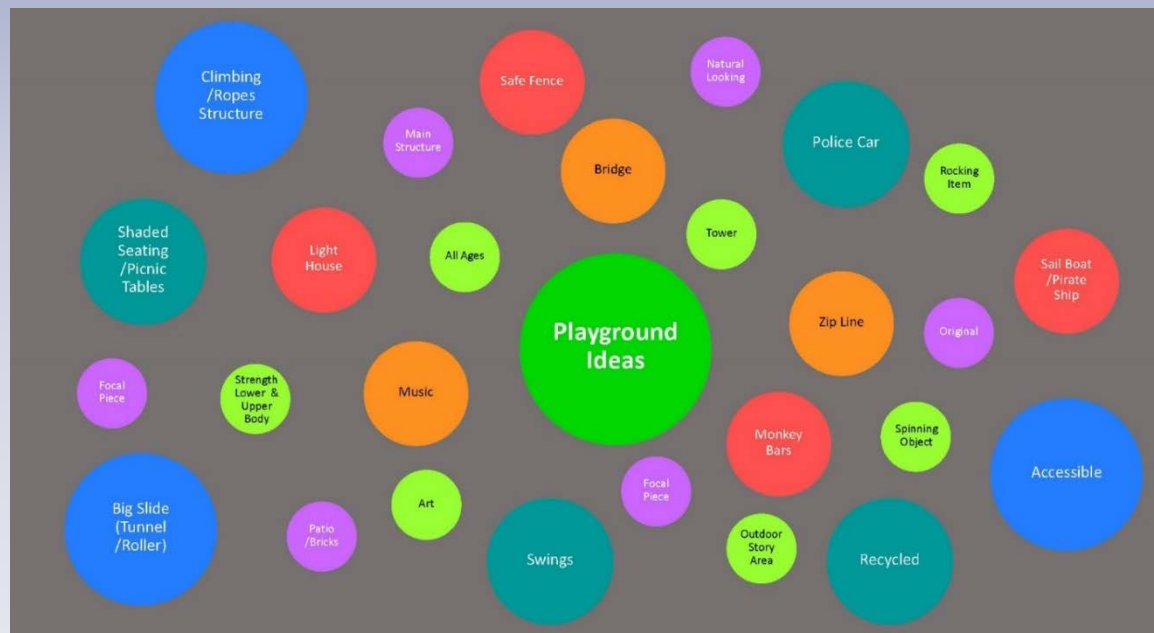 Climbing
/Ropes
Structure
Safe Fence
Natural
Looking
Main
Structure
Bridge
Police Car
Rocking
Item
Shaded
Seating
/Picnic
Tables
Light
House
All Ages
Tower
Sail Boat
/Pirate
Ship
Playground
Ideas
Zip Line
Original
Focal
Piece
Strength
Lower &
Upper
Body
Music
Monkey
Bars
Spinning
Object
Accessible
Big Slide
(Tunnel
/Roller)
Patio
/Bricks
Art
Swings
Focal
Piece
Outdoor
Story
Area
Recycled